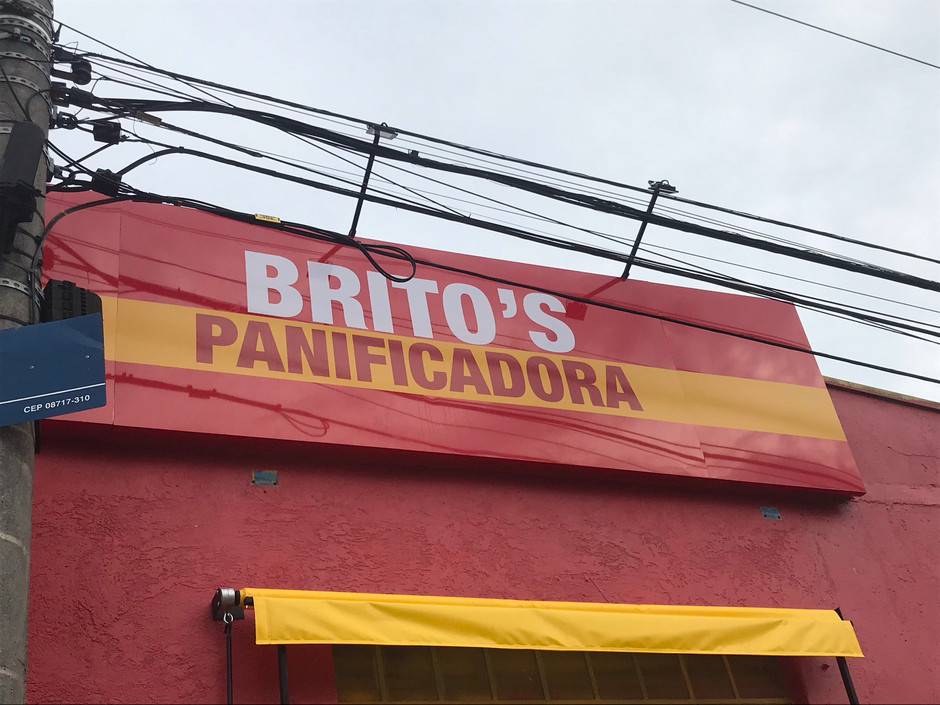 BRITO'S
PANIFICADORA
CEP 08717-310